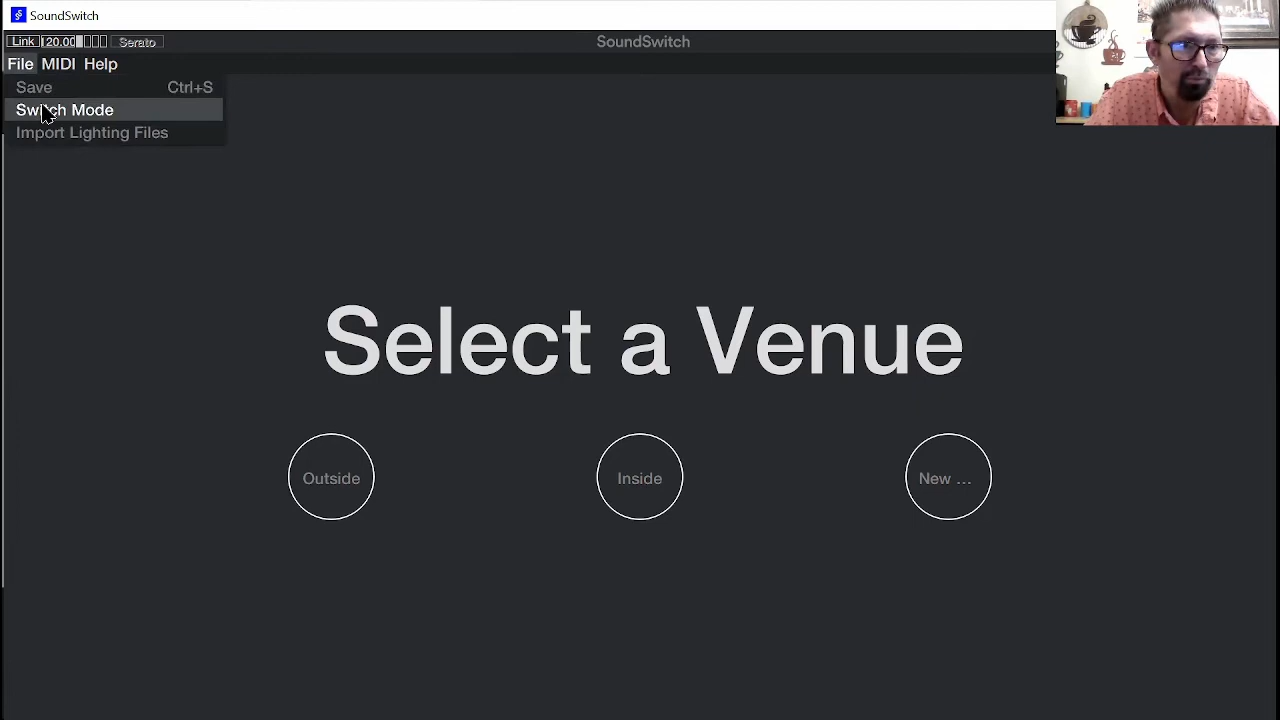 SoundSwitch
Link 120.00 Serato SoundSwitch
File MIDI Help
Save Ctrl+S
Switch Mode
Import Lighting Files
Select a Venue
Outside Inside New ...